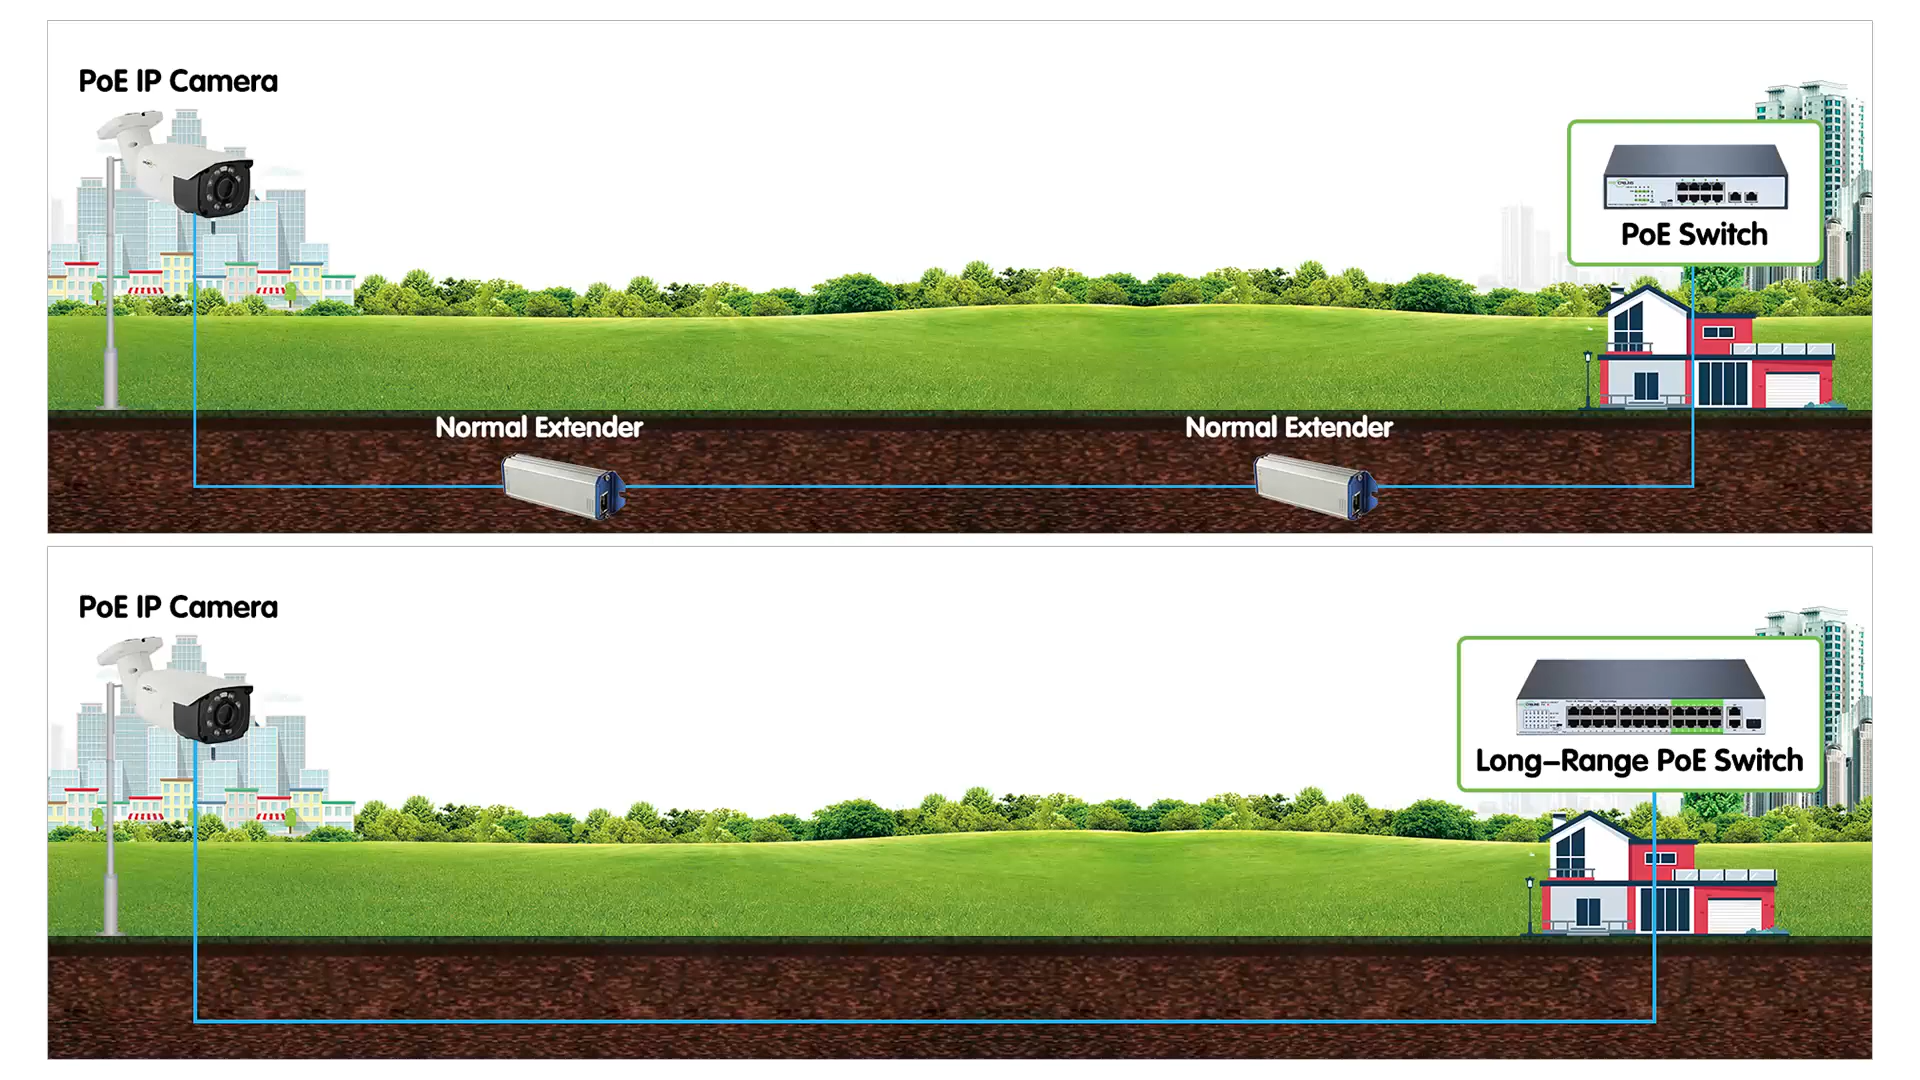 PoE IP Camera
PoE Switch
Normal Extender
Normal Extender
PoE IP Camera
Long-Range PoE Switch